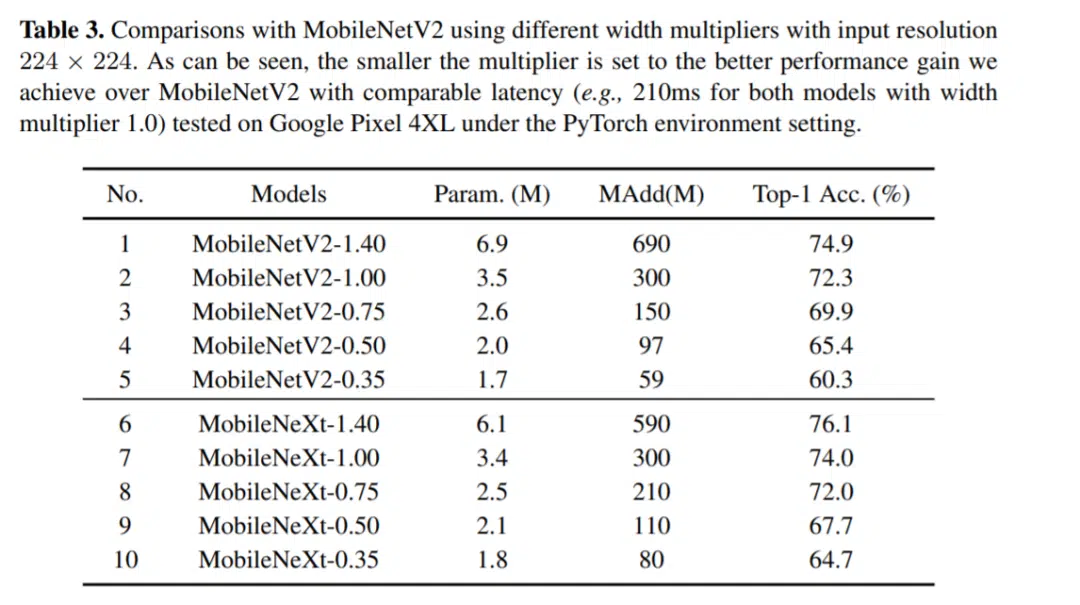 Table 3. Comparisons with MobileNetV2 using different width multipliers with input resolution
224 × 224. As can be seen, the smaller the multiplier is set to the better performance gain we
achieve over MobileNetV2 with comparable latency (e.g., 210ms for both models with width
multiplier 1.0) tested on Google Pixel 4XL under the PyTorch environment setting.
No. Models Param. (M) MAdd(M) Top-1 Acc. (%)
1 MobileNetV2-1.40 6.9 690 74.9
2 MobileNetV2-1.00 3.5 300 72.3
3 MobileNetV2-0.75 2.6 150 69.9
4 MobileNetV2-0.50 2.0 97 65.4
5 MobileNetV2-0.35 1.7 59 60.3
6 MobileNeXt-1.40 6.1 590 76.1
7 MobileNeXt-1.00 3.4 300 74.0
8 MobileNeXt-0.75 2.5 210 72.0
9 MobileNeXt-0.50 2.1 110 67.7
10 MobileNeXt-0.35 1.8 80 64.7